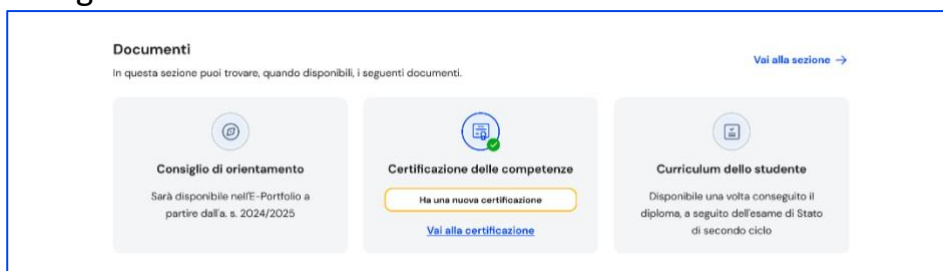 Documenti
Vai alla sezione →
In questa sezione puoi trovare, quando disponibili, i seguenti documenti.
Consiglio di orientamento
Sarà disponibile nell'E-Portfolio a
partire dall'a. s. 2024/2025
Certificazione delle competenze
Ha una nuova certificazione
Vai alla certificazione
Curriculum dello studente
Disponibile una volta conseguito il
diploma, a seguito dell'esame di Stato
di secondo ciclo